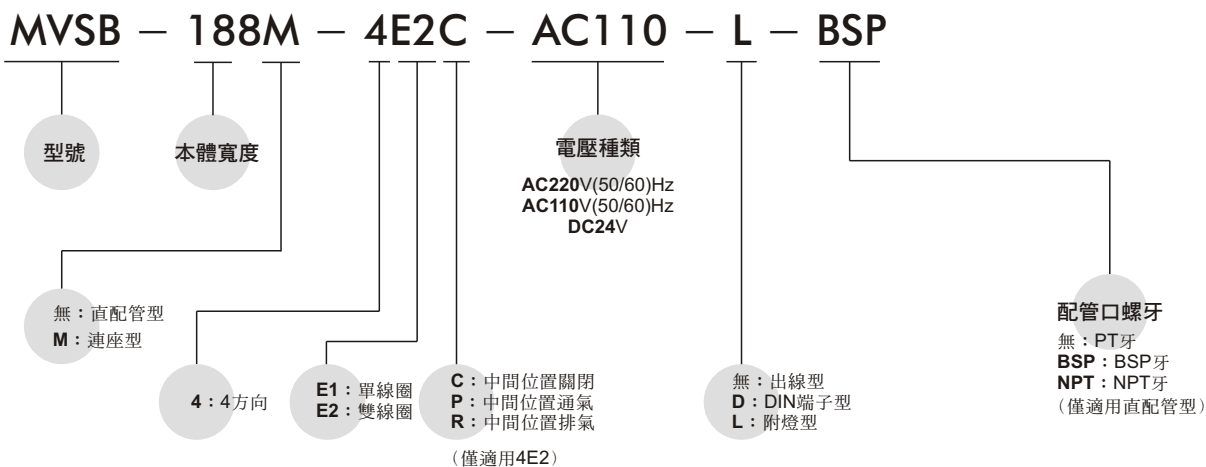 MVSB － 188M － 4E2C － AC110 － L － BSP
型號
本體寬度
電壓種類
AC220V(50/60)Hz
AC110V(50/60)Hz
DC24V
無：直配管型
M：連座型
4：4方向
E1：單線圈
E2：雙線圈
C：中間位置關閉
P：中間位置通氣
R：中間位置排氣
（僅適用4E2）
無：出線型
D：DIN端子型
L：附燈型
配管口螺牙
無：PT牙
BSP：BSP牙
NPT：NPT牙
（僅適用直配管型）